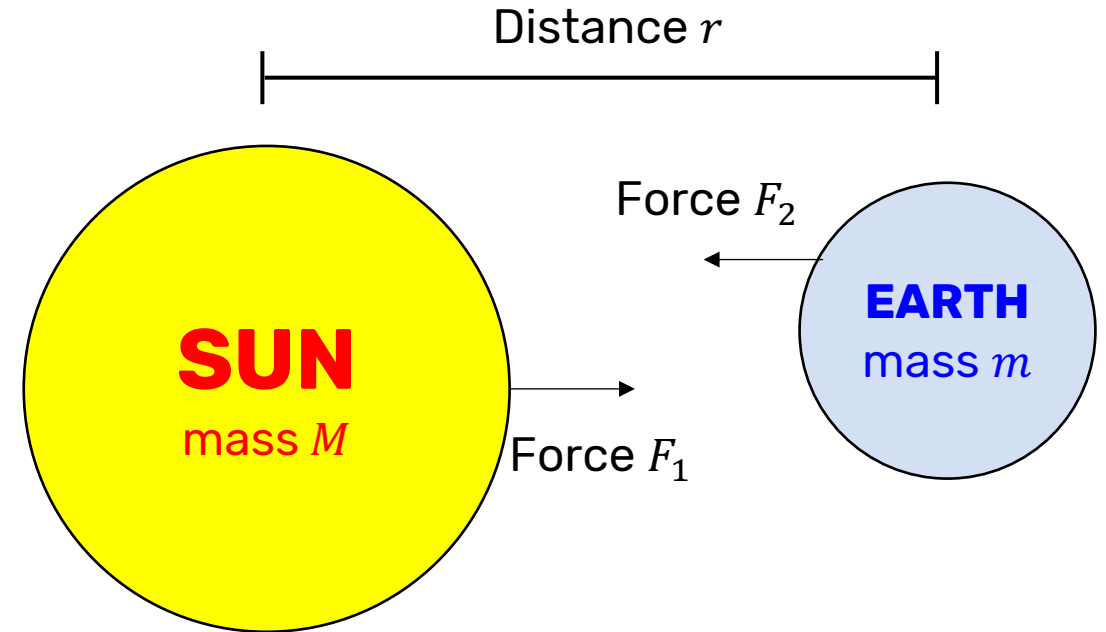 Distance r
Force F₂
EARTH
mass m
SUN
mass M
Force F₁